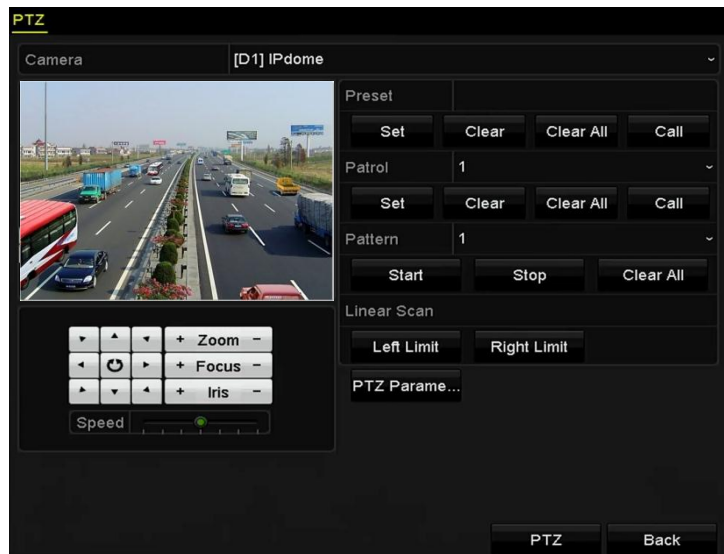 PTZ
Camera [D1] IPdome
Preset
Set Clear Clear All Call
Patrol 1
Set Clear Clear All Call
Pattern 1
Start Stop Clear All
Linear Scan
Left Limit Right Limit
PTZ Parame...
+ Zoom −
+ Focus −
+ Iris −
Speed
PTZ Back